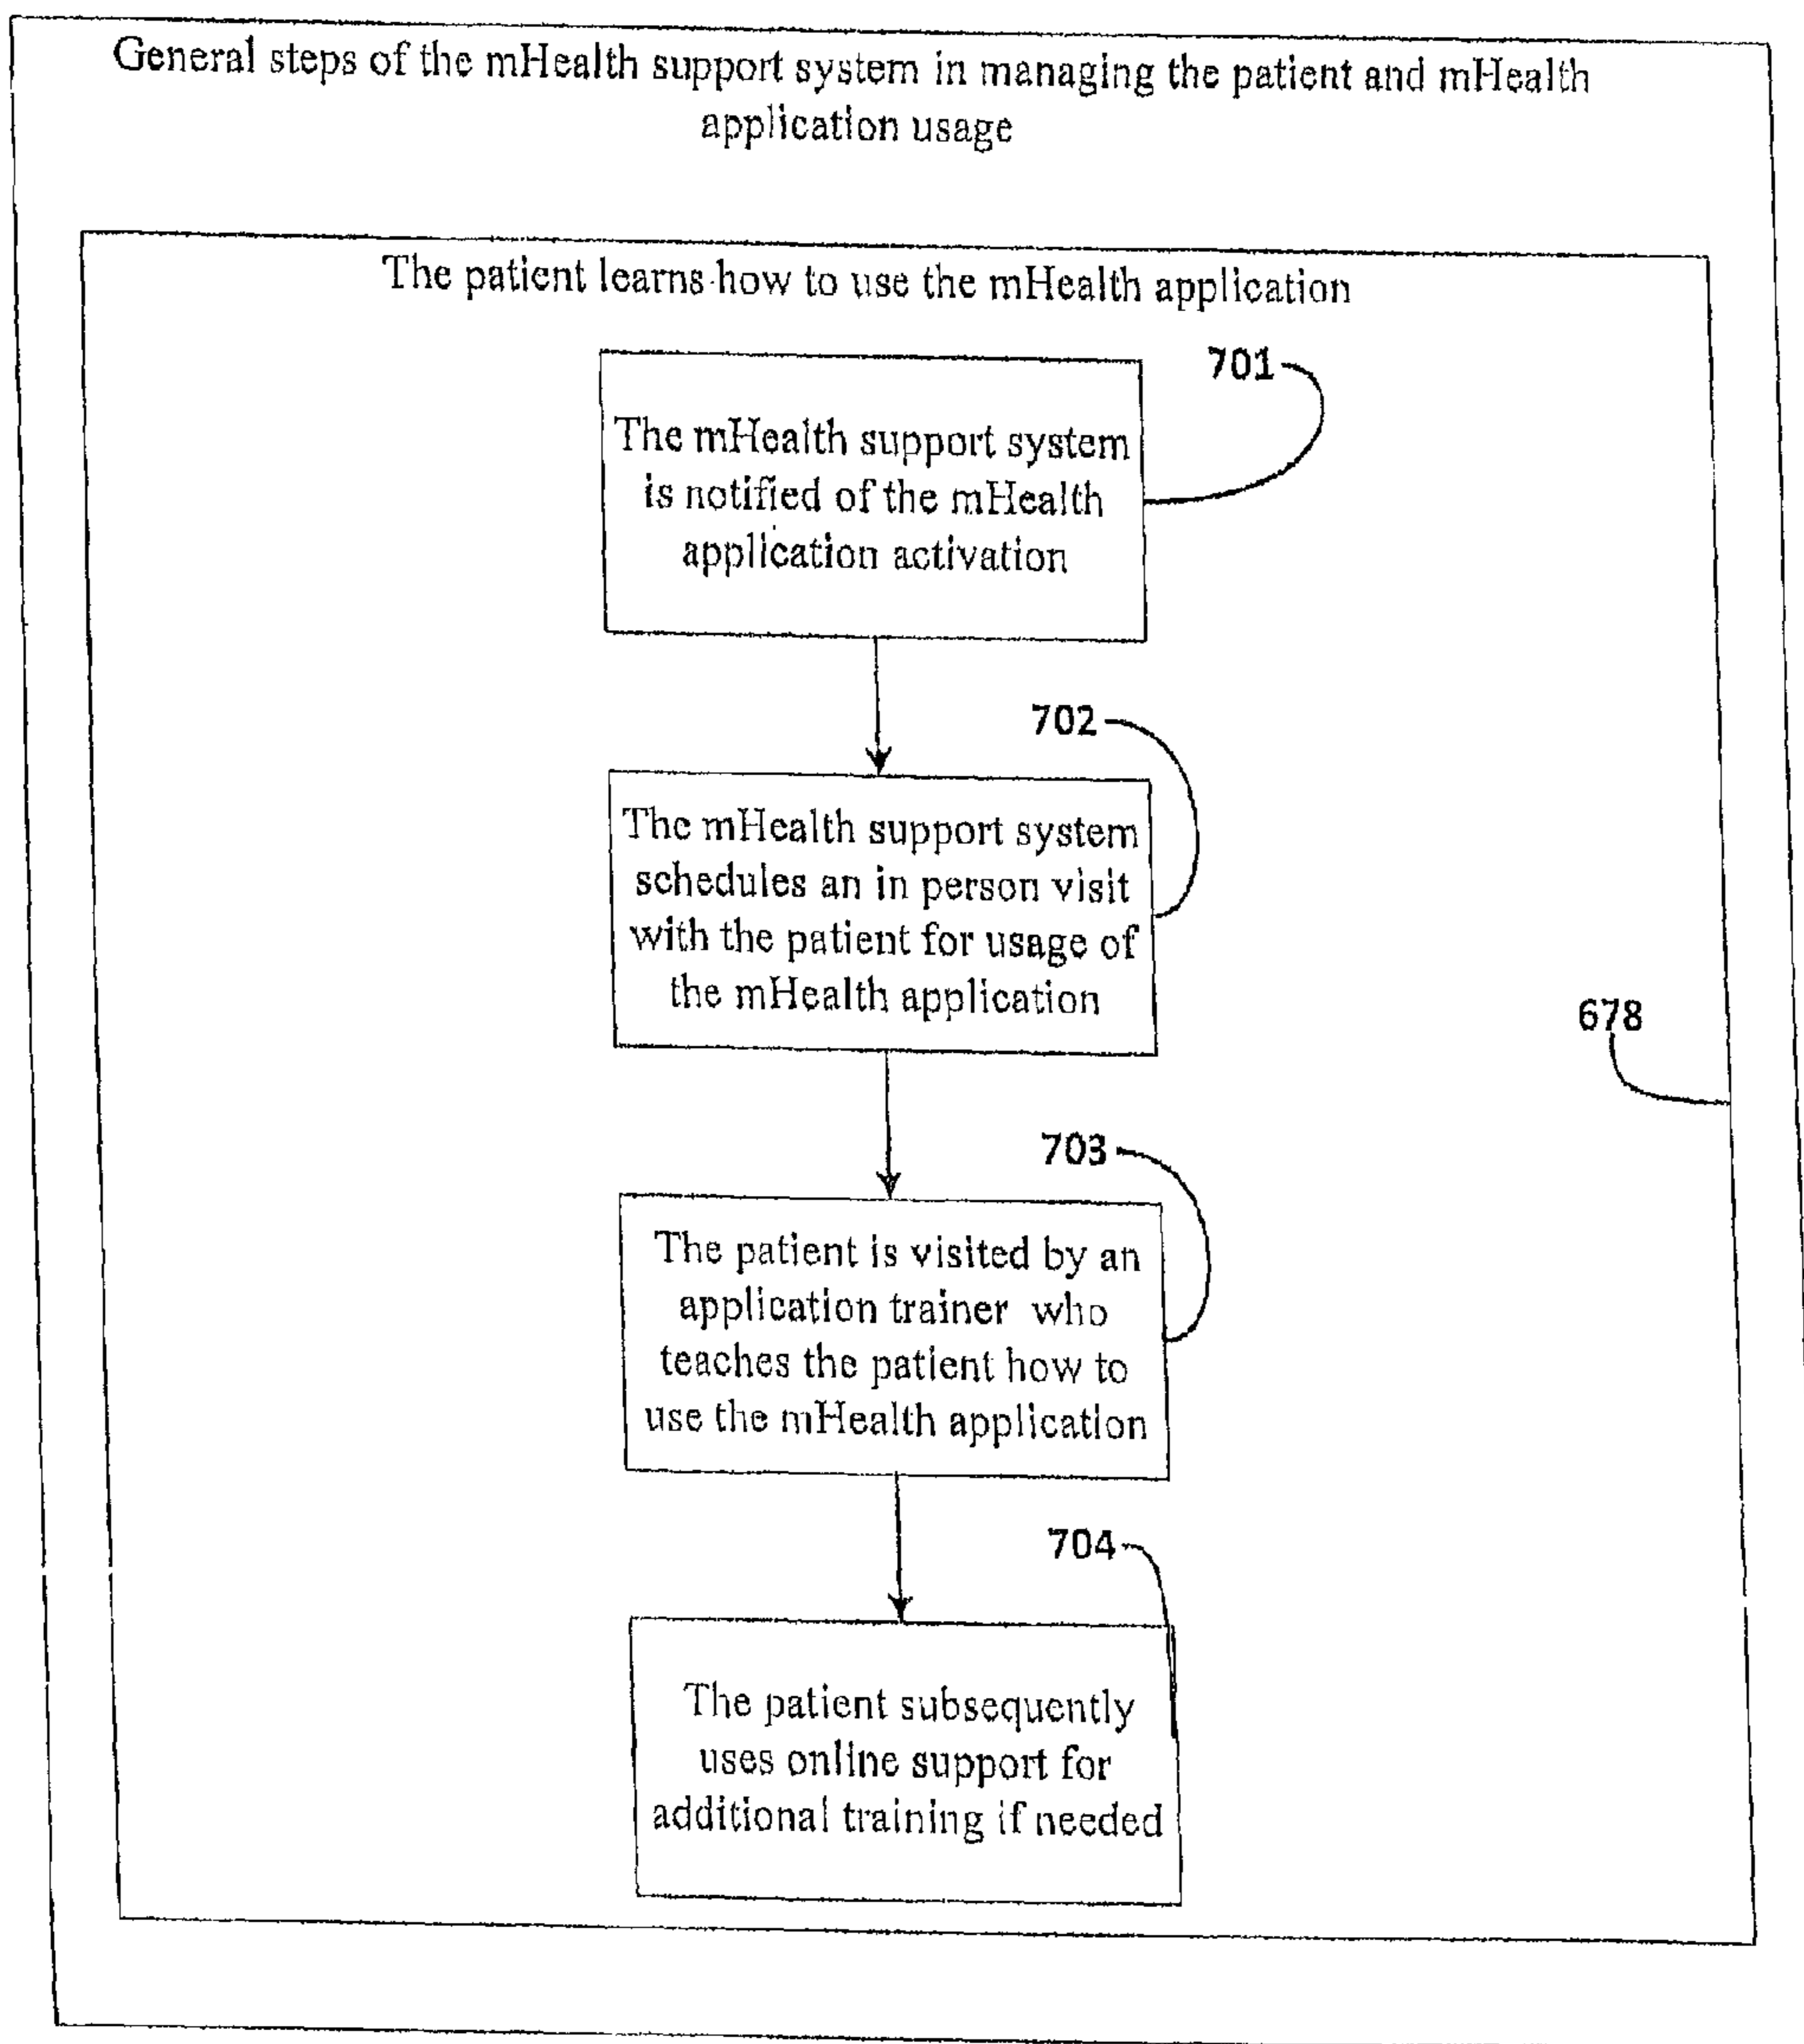 General steps of the mHealth support system in managing the patient and mHealth
application usage
The patient learns how to use the mHealth application
701
The mHealth support system
is notified of the mHealth
application activation
702
The mHealth support system
schedules an in person visit
with the patient for usage of
the mHealth application
678
703
The patient is visited by an
application trainer who
teaches the patient how to
use the mHealth application
704
The patient subsequently
uses online support for
additional training if needed